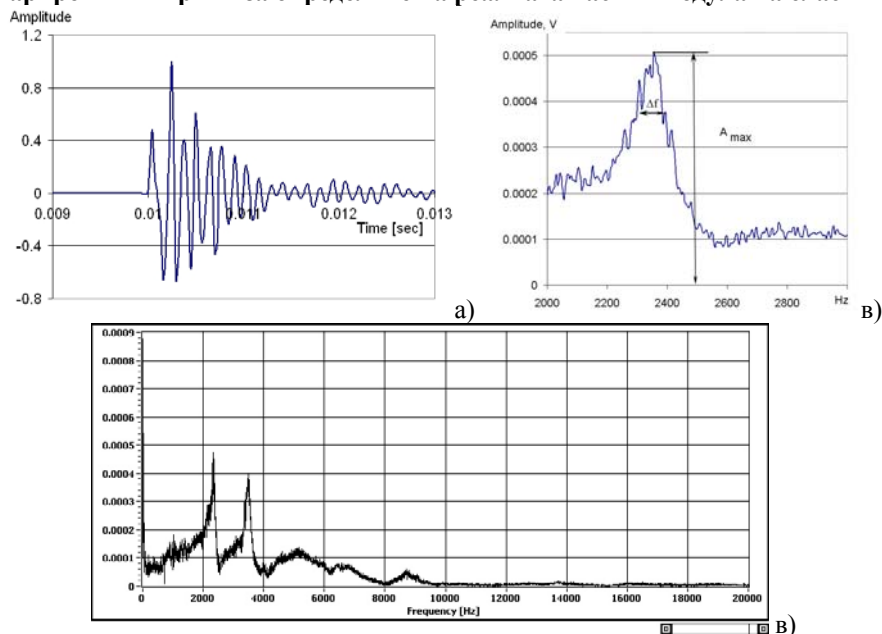 Amplitude
1.2
0.8
0.4
0
-0.4
-0.8
0.009 0.01 0.011 0.012 0.013
Time [sec]
а)
Amplitude, V
0.0005
0.0004
0.0003
0.0002
0.0001
0
Δf
A max
2000 2200 2400 2600 2800 Hz
в)
0.0009
0.0008
0.0007
0.0006
0.0005
0.0004
0.0003
0.0002
0.0001
0
0 2000 4000 6000 8000 10000 12000 14000 16000 18000 20000
Frequency [Hz]
в)